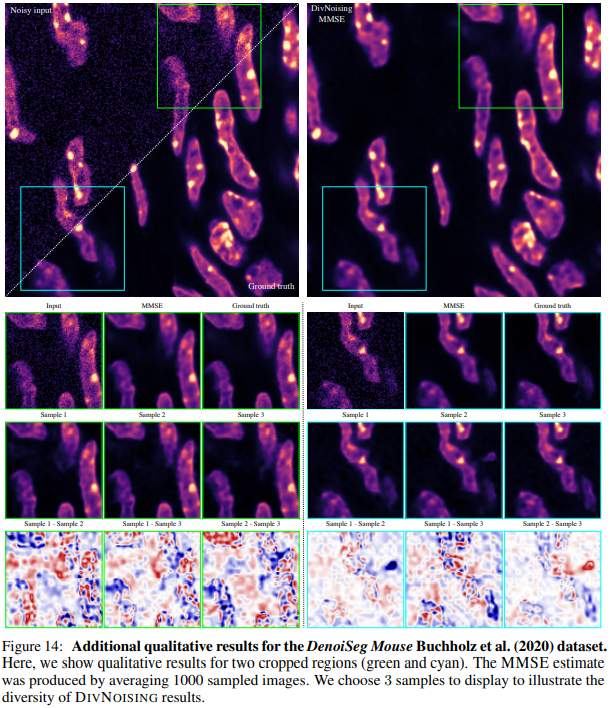 Noisy input
DivNoising
MMSE
Ground truth
Input MMSE Ground truth
Input MMSE Ground truth
Sample 1 Sample 2 Sample 3
Sample 1 Sample 2 Sample 3
Sample 1 - Sample 2 Sample 1 - Sample 3 Sample 2 - Sample 3
Sample 1 - Sample 2 Sample 1 - Sample 3 Sample 2 - Sample 3
Figure 14: Additional qualitative results for the DenoiSeg Mouse Buchholz et al. (2020) dataset.
Here, we show qualitative results for two cropped regions (green and cyan). The MMSE estimate
was produced by averaging 1000 sampled images. We choose 3 samples to display to illustrate the
diversity of DIVNOISING results.